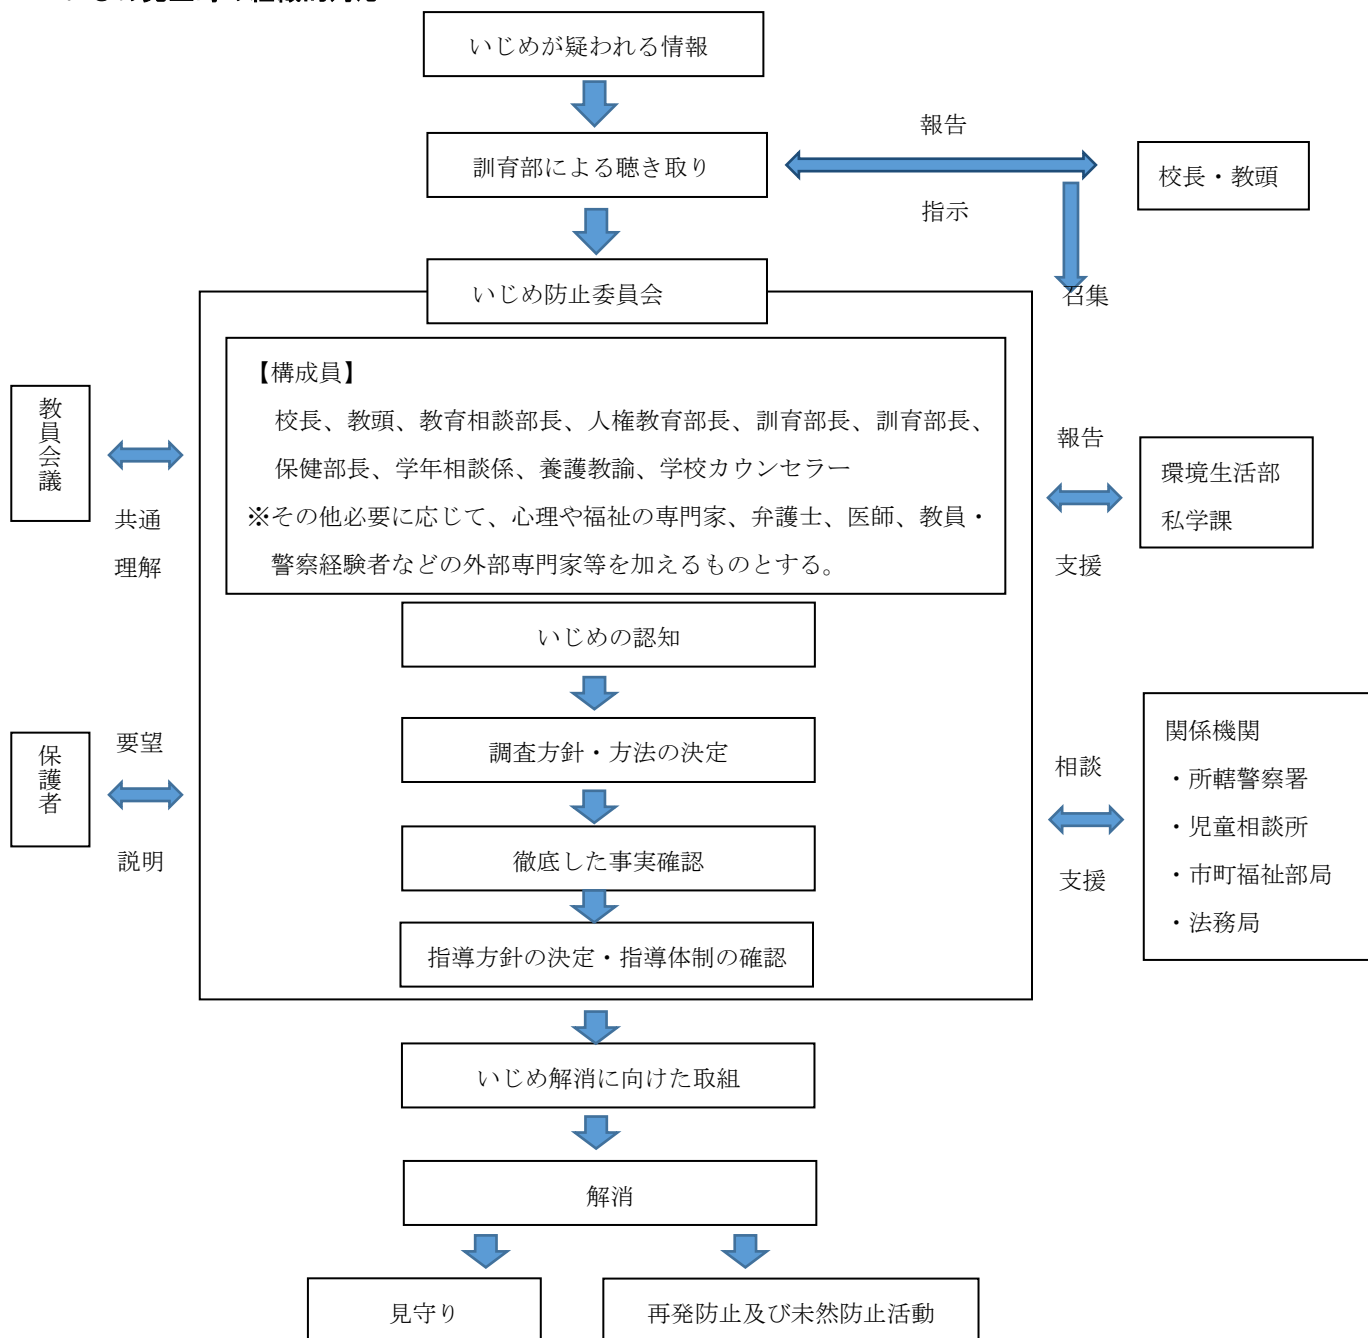 いじめが疑われる情報
訓育部による聴き取り
報告
指示
校長・教頭
召集
いじめ防止委員会
【構成員】
校長、教頭、教育相談部長、人権教育部長、訓育部長、訓育部長、
保健部長、学年相談係、養護教諭、学校カウンセラー
※その他必要に応じて、心理や福祉の専門家、弁護士、医師、教員・
警察経験者などの外部専門家等を加えるものとする。
教員会議
共通
理解
報告
支援
環境生活部
私学課
いじめの認知
調査方針・方法の決定
徹底した事実確認
指導方針の決定・指導体制の確認
保護者
要望
説明
相談
支援
関係機関
・所轄警察署
・児童相談所
・市町福祉部局
・法務局
いじめ解消に向けた取組
解消
見守り
再発防止及び未然防止活動